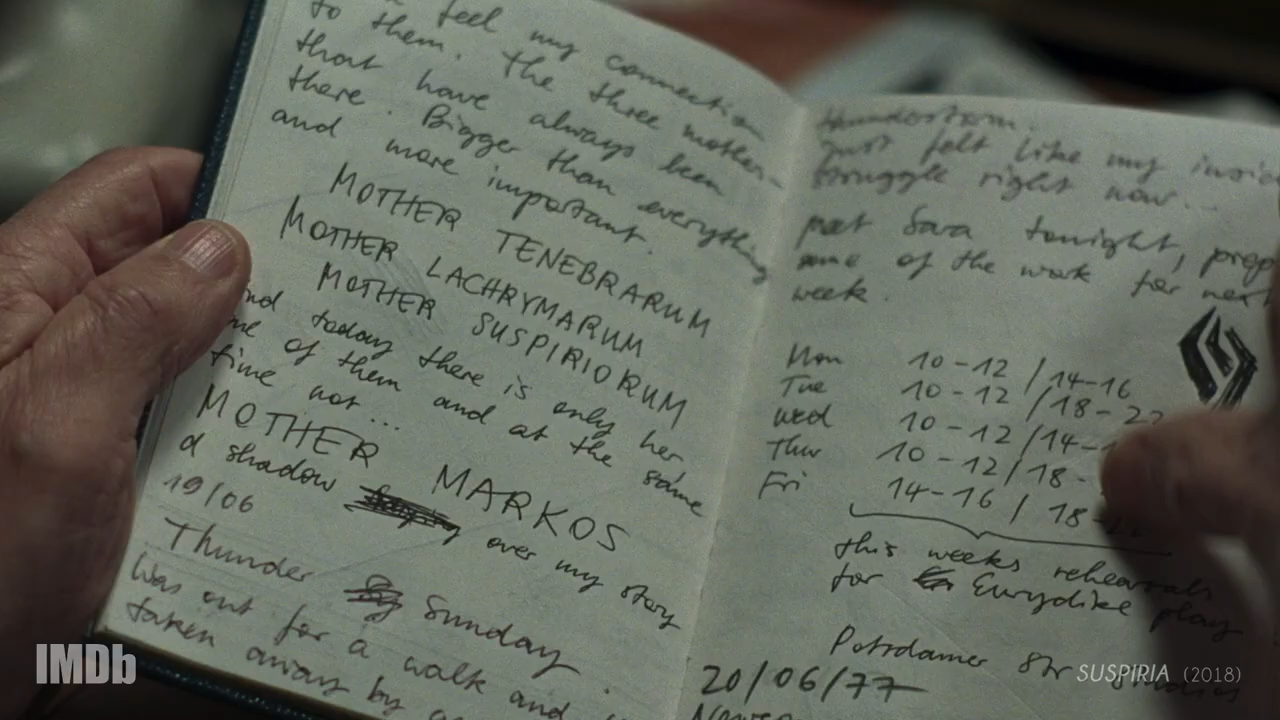 feel my connection
to them. The three mother-
that have always been
there. Bigger than everything
and more important.
MOTHER TENEBRARUM
MOTHER LACHRYMARUM
MOTHER SUSPIRIORUM
and today there is only her
me of them and at the same
time not...
MOTHER MARKOS
a shadow over my story
19/06
Thunder Sunday.
Was out for a walk and
taken away by
thunderstorm.
Just felt like my
struggle right now...
meet Sara tonight, prep
some of the work for next
week.
Mon 10-12 / 14-16
Tue 10-12 / 18-22
Wed 10-12 / 14-
Thur 10-12 / 18-
Fri 14-16 / 18-
this weeks rehearsals
for Eurydike play
Potsdamer Str
20/06/77
IMDb
SUSPIRIA (2018)